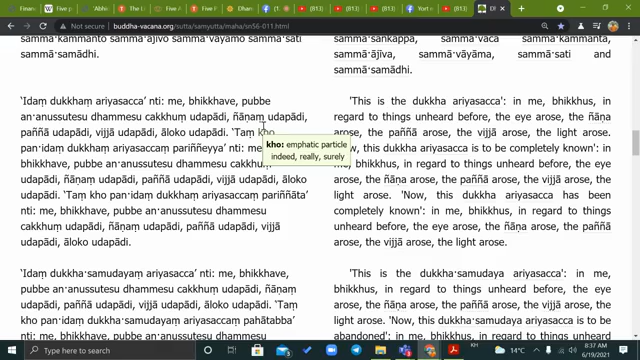 Finan
Five p
'Abhi
The G
Five p
(813)
(813)
(813)
Yort e
Dh
Not secure | buddha-vacana.org/sutta/samyutta/maha/sn56-011.html
sammā·kammanto sammā·ājīvo sammā·vāyāmo sammā·sati
sammā·samādhi.
'Idaṃ dukkhaṃ ariyasacca' nti: me, bhikkhave, pubbe
an·anussutesu dhammesu cakkhuṃ udapādi, ñāṇaṃ udapādi,
paññā udapādi, vijjā udapādi, āloko udapādi. 'Taṃ kho
pan·idaṃ dukkhaṃ ariyasaccaṃ pariññeyya' nti: me,
bhikkhave, pubbe an·anussutesu dhammesu cakkhuṃ
udapādi, ñāṇaṃ udapādi, paññā udapādi, vijjā udapādi, āloko
udapādi. 'Taṃ kho pan·idaṃ dukkhaṃ ariyasaccaṃ pariññāta'
nti: me, bhikkhave, pubbe an·anussutesu dhammesu
cakkhuṃ udapādi, ñāṇaṃ udapādi, paññā udapādi, vijjā
udapādi, āloko udapādi.
'Idaṃ dukkha·samudayaṃ ariyasacca' nti: me, bhikkhave,
pubbe an·anussutesu dhammesu cakkhuṃ udapādi, ñāṇaṃ
udapādi, paññā udapādi, vijjā udapādi, āloko udapādi. 'Taṃ
kho pan·idaṃ dukkha·samudayaṃ ariyasaccaṃ pahātabba'
nti: me, bhikkhave, pubbe an·anussutesu dhammesu
kho: emphatic particle
indeed, really, surely
sammā·saṅkappa, sammā·vācā sammā·kammanta,
sammā·ājīva, sammā·vāyāma, sammā·sati and
sammā·samādhi.
'This is the dukkha ariyasacca': in me, bhikkhus, in
regard to things unheard before, the eye arose, the ñāṇa
arose, the paññā arose, the vijjā arose, the light arose.
'Now, this dukkha ariyasacca is to be completely known': in
me, bhikkhus, in regard to things unheard before, the eye
arose, the ñāṇa arose, the paññā arose, the vijjā arose,
the light arose. 'Now, this dukkha ariyasacca has been
completely known': in me, bhikkhus, in regard to things
unheard before, the eye arose, the ñāṇa arose, the paññā
arose, the vijjā arose, the light arose.
'This is the dukkha·samudaya ariyasacca': in me,
bhikkhus, in regard to things unheard before, the eye
arose, the ñāṇa arose, the paññā arose, the vijjā arose,
the light arose. 'Now, this dukkha·samudaya ariyasacca is to be
abandoned': in me, bhikkhus, in regard to things unheard
Type here to search
KH
14°C
8:37 AM
6/19/2021